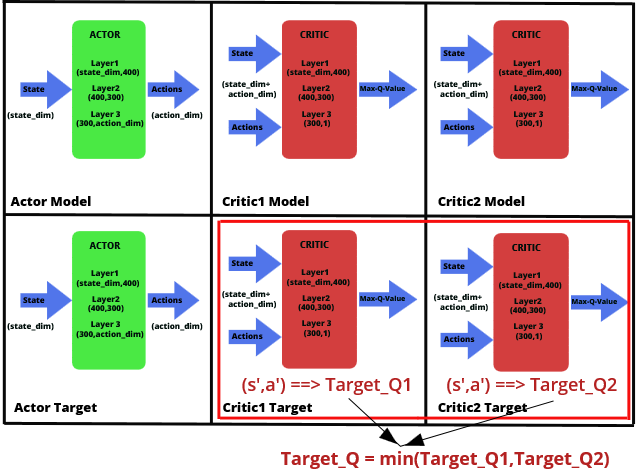 ACTOR
Layer1
(state_dim,400)
Layer2
(400,300)
Layer 3
(300,action_dim)
State
(state_dim)
Actions
(action_dim)
Actor Model
CRITIC
Layer1
(state_dim,400)
Layer2
(400,300)
Layer 3
(300,1)
State
(state_dim+
action_dim)
Actions
Max-Q-Value
Critic1 Model
CRITIC
Layer1
(state_dim,400)
Layer2
(400,300)
Layer 3
(300,1)
State
(state_dim+
action_dim)
Actions
Max-Q-Value
Critic2 Model
ACTOR
Layer1
(state_dim,400)
Layer2
(400,300)
Layer 3
(300,action_dim)
State
(state_dim)
Actions
(action_dim)
Actor Target
CRITIC
Layer1
(state_dim,400)
Layer2
(400,300)
Layer 3
(300,1)
State
(state_dim+
action_dim)
Actions
Max-Q-Value
(s',a') ==> Target_Q1
Critic1 Target
CRITIC
Layer1
(state_dim,400)
Layer2
(400,300)
Layer 3
(300,1)
State
(state_dim+
action_dim)
Actions
Max-Q-Value
(s',a') ==> Target_Q2
Critic2 Target
Target_Q = min(Target_Q1,Target_Q2)